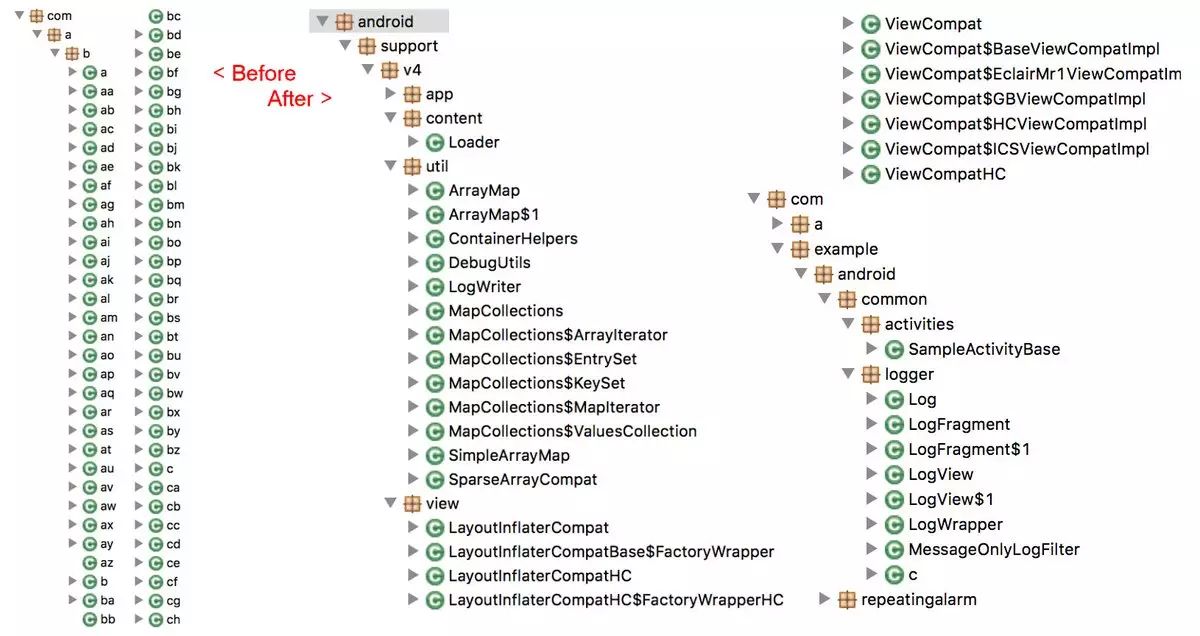 com
a
b
a
aa
ab
ac
ad
ae
af
ag
ah
ai
aj
ak
al
am
an
ao
ap
aq
ar
as
at
au
av
aw
ax
ay
az
b
ba
bb
bc
bd
be
bf
bg
bh
bi
bj
bk
bl
bm
bn
bo
bp
bq
br
bs
bt
bu
bv
bw
bx
by
bz
c
ca
cb
cc
cd
ce
cf
cg
ch
< Before
After >
android
support
v4
app
content
Loader
util
ArrayMap
ArrayMap$1
ContainerHelpers
DebugUtils
LogWriter
MapCollections
MapCollections$ArrayIterator
MapCollections$EntrySet
MapCollections$KeySet
MapCollections$MapIterator
MapCollections$ValuesCollection
SimpleArrayMap
SparseArrayCompat
view
LayoutInflaterCompat
LayoutInflaterCompatBase$FactoryWrapper
LayoutInflaterCompatHC
LayoutInflaterCompatHC$FactoryWrapperHC
ViewCompat
ViewCompat$BaseViewCompatImpl
ViewCompat$EclairMr1ViewCompatIm
ViewCompat$GBViewCompatImpl
ViewCompat$HCViewCompatImpl
ViewCompat$ICSViewCompatImpl
ViewCompatHC
com
a
example
android
common
activities
SampleActivityBase
logger
Log
LogFragment
LogFragment$1
LogView
LogView$1
LogWrapper
MessageOnlyLogFilter
c
repeatingalarm